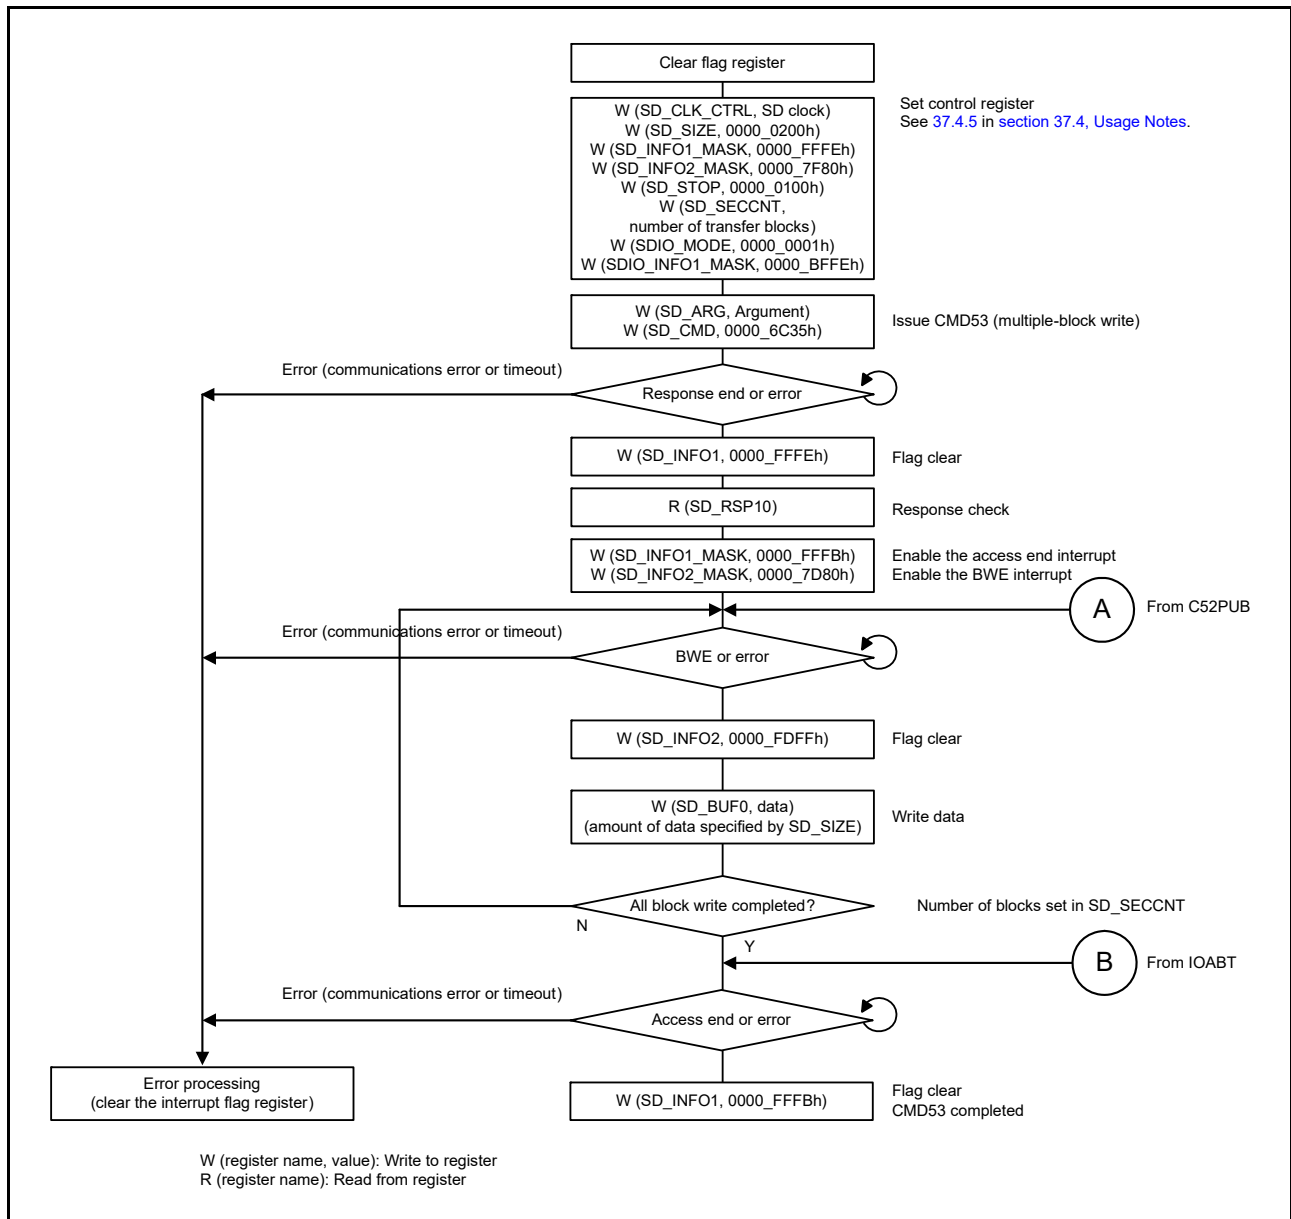 Clear flag register
W (SD_CLK_CTRL, SD clock)
W (SD_SIZE, 0000_0200h)
W (SD_INFO1_MASK, 0000_FFFEh)
W (SD_INFO2_MASK, 0000_7F80h)
W (SD_STOP, 0000_0100h)
W (SD_SECCNT,
number of transfer blocks)
W (SDIO_MODE, 0000_0001h)
W (SDIO_INFO1_MASK, 0000_BFFEh)
Set control register
See 37.4.5 in section 37.4, Usage Notes.
W (SD_ARG, Argument)
W (SD_CMD, 0000_6C35h)
Issue CMD53 (multiple-block write)
Error (communications error or timeout)
Response end or error
W (SD_INFO1, 0000_FFFEh)
Flag clear
R (SD_RSP10)
Response check
W (SD_INFO1_MASK, 0000_FFFBh)
W (SD_INFO2_MASK, 0000_7D80h)
Enable the access end interrupt
Enable the BWE interrupt
A
From C52PUB
Error (communications error or timeout)
BWE or error
W (SD_INFO2, 0000_FDFFh)
Flag clear
W (SD_BUF0, data)
(amount of data specified by SD_SIZE)
Write data
All block write completed?
Number of blocks set in SD_SECCNT
N
Y
B
From IOABT
Error (communications error or timeout)
Access end or error
Error processing
(clear the interrupt flag register)
W (SD_INFO1, 0000_FFFBh)
Flag clear
CMD53 completed
W (register name, value): Write to register
R (register name): Read from register